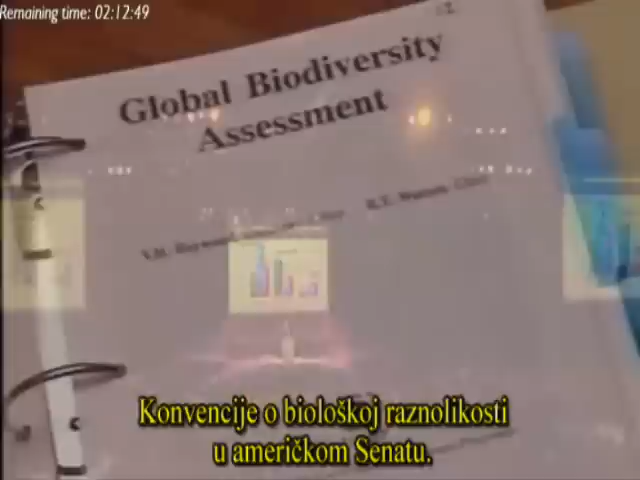 Remaining time: 02:12:49
Global Biodiversity
Assessment
Konvencije o biološkoj raznolikosti
u američkom Senatu.